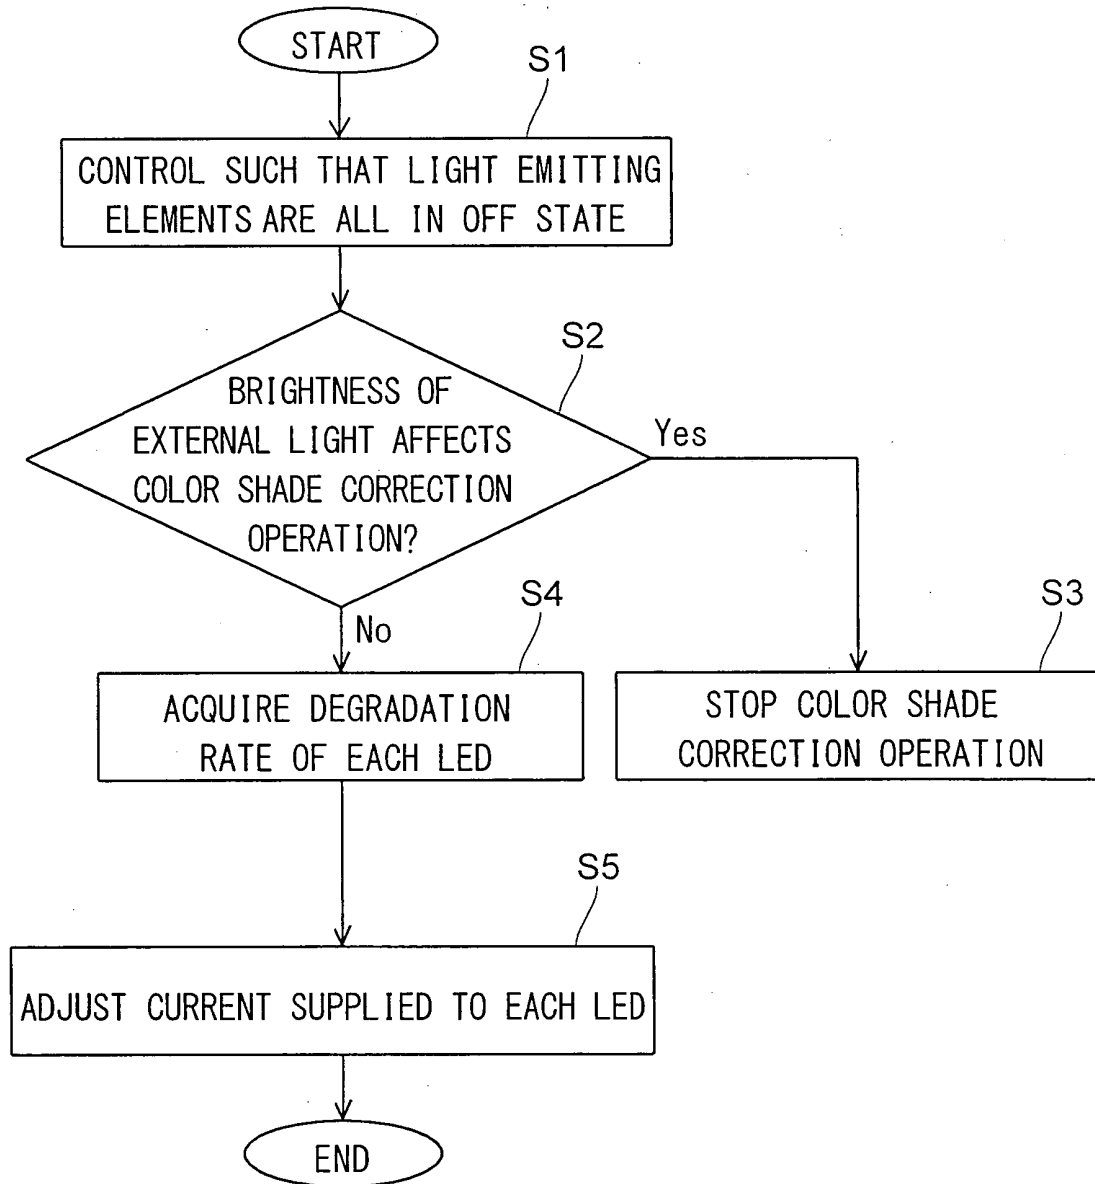 START
S1
CONTROL SUCH THAT LIGHT EMITTING
ELEMENTS ARE ALL IN OFF STATE
S2
BRIGHTNESS OF
EXTERNAL LIGHT AFFECTS
COLOR SHADE CORRECTION
OPERATION?
Yes
No
S4
ACQUIRE DEGRADATION
RATE OF EACH LED
S3
STOP COLOR SHADE
CORRECTION OPERATION
S5
ADJUST CURRENT SUPPLIED TO EACH LED
END